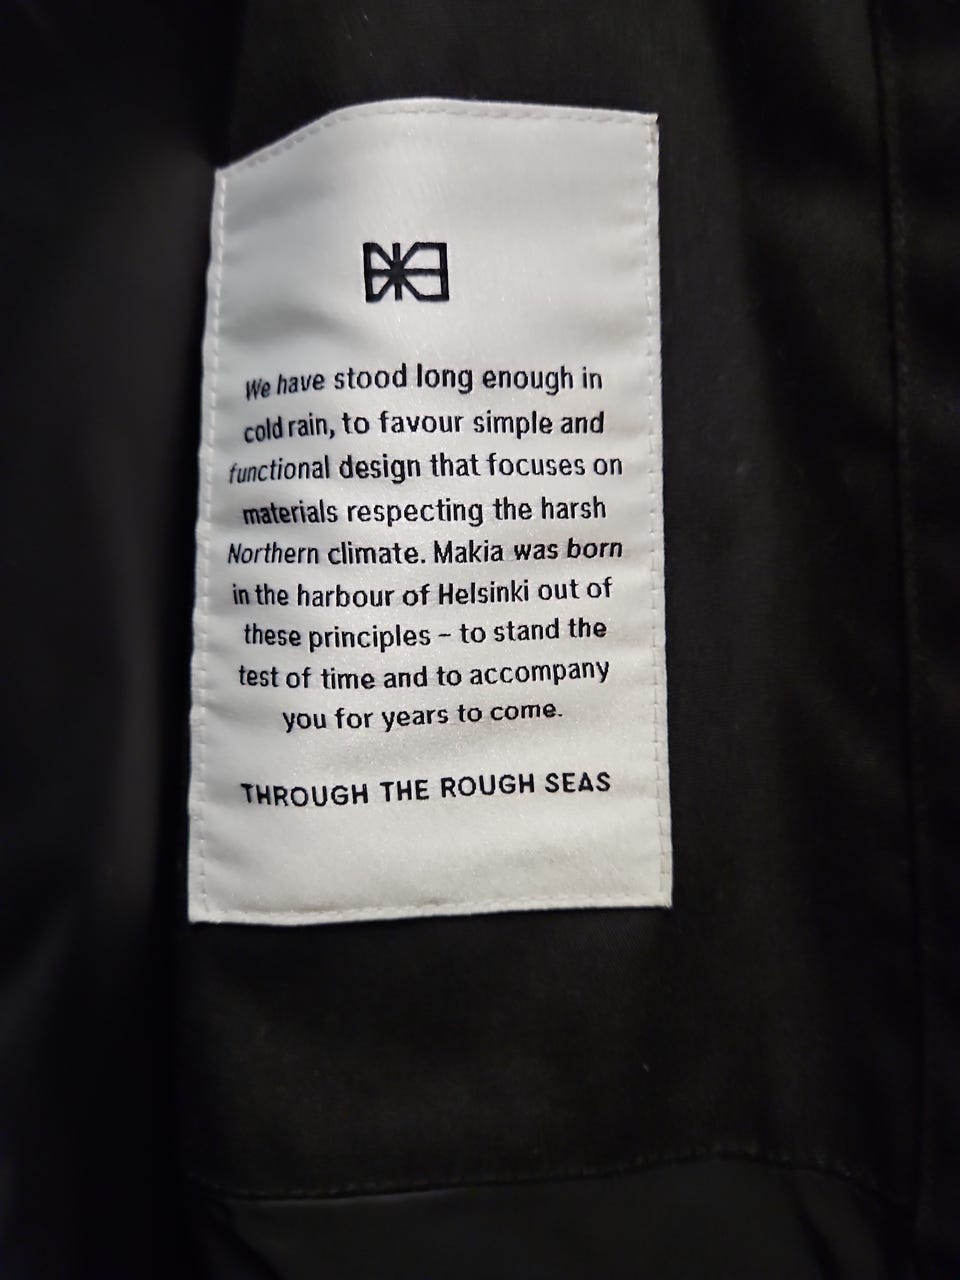 We have stood long enough in
cold rain, to favour simple and
functional design that focuses on
materials respecting the harsh
Northern climate. Makia was born
in the harbour of Helsinki out of
these principles – to stand the
test of time and to accompany
you for years to come.
THROUGH THE ROUGH SEAS